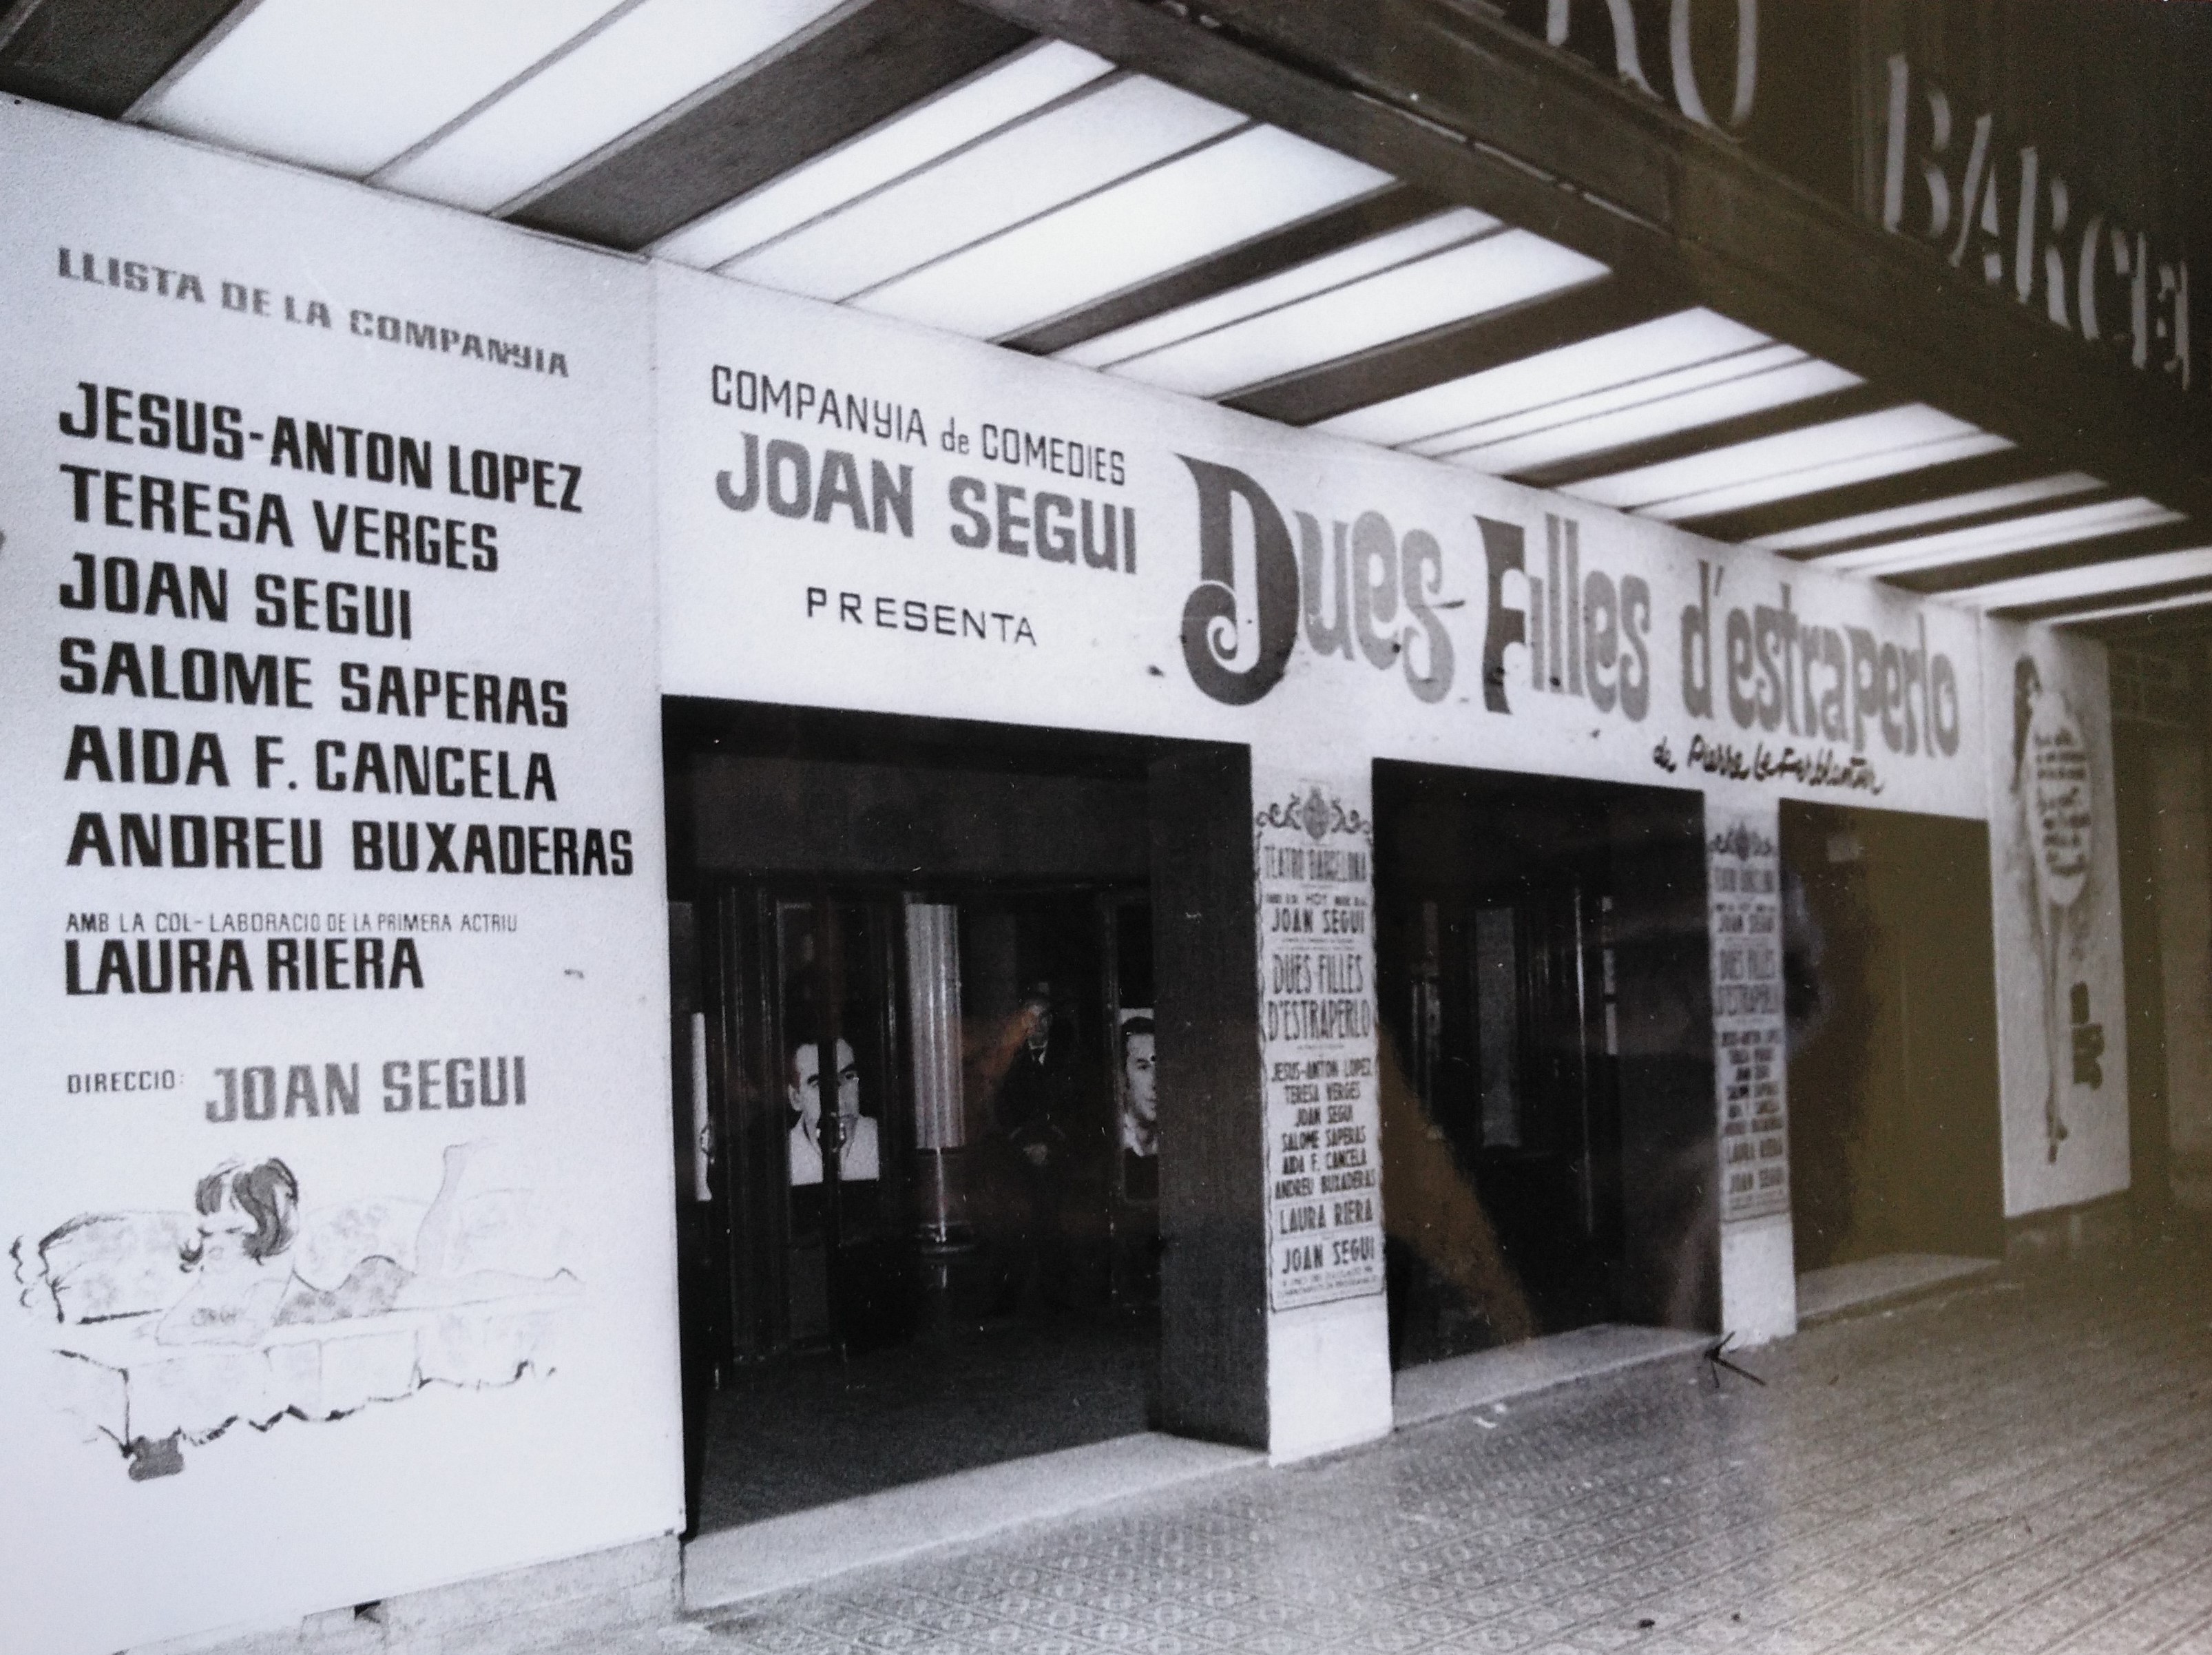 LLISTA DE LA COMPANYIA
JESUS-ANTON LOPEZ
TERESA VERGES
JOAN SEGUI
SALOME SAPERAS
AIDA F. CANCELA
ANDREU BUXADERAS
AMB LA COL-LABORACIO DE LA PRIMERA ACTRIU
LAURA RIERA
DIRECCIO: JOAN SEGUI
COMPANYIA de COMEDIES
JOAN SEGUI
PRESENTA
Dues Filles d'estraperlo
de
BARCEL
TEATRO BARCELONA
HOY
JOAN SEGUI
DUES FILLES
D'ESTRAPERLO
JESUS-ANTON LOPEZ
TERESA VERGES
JOAN SEGUI
SALOME SAPERAS
AIDA F. CANCELA
ANDREU BUXADERAS
LAURA RIERA
JOAN SEGUI
JOAN SEGUI
DUES FILLES
D'ESTRAPERLO
LAURA RIERA
JOAN SEGUI